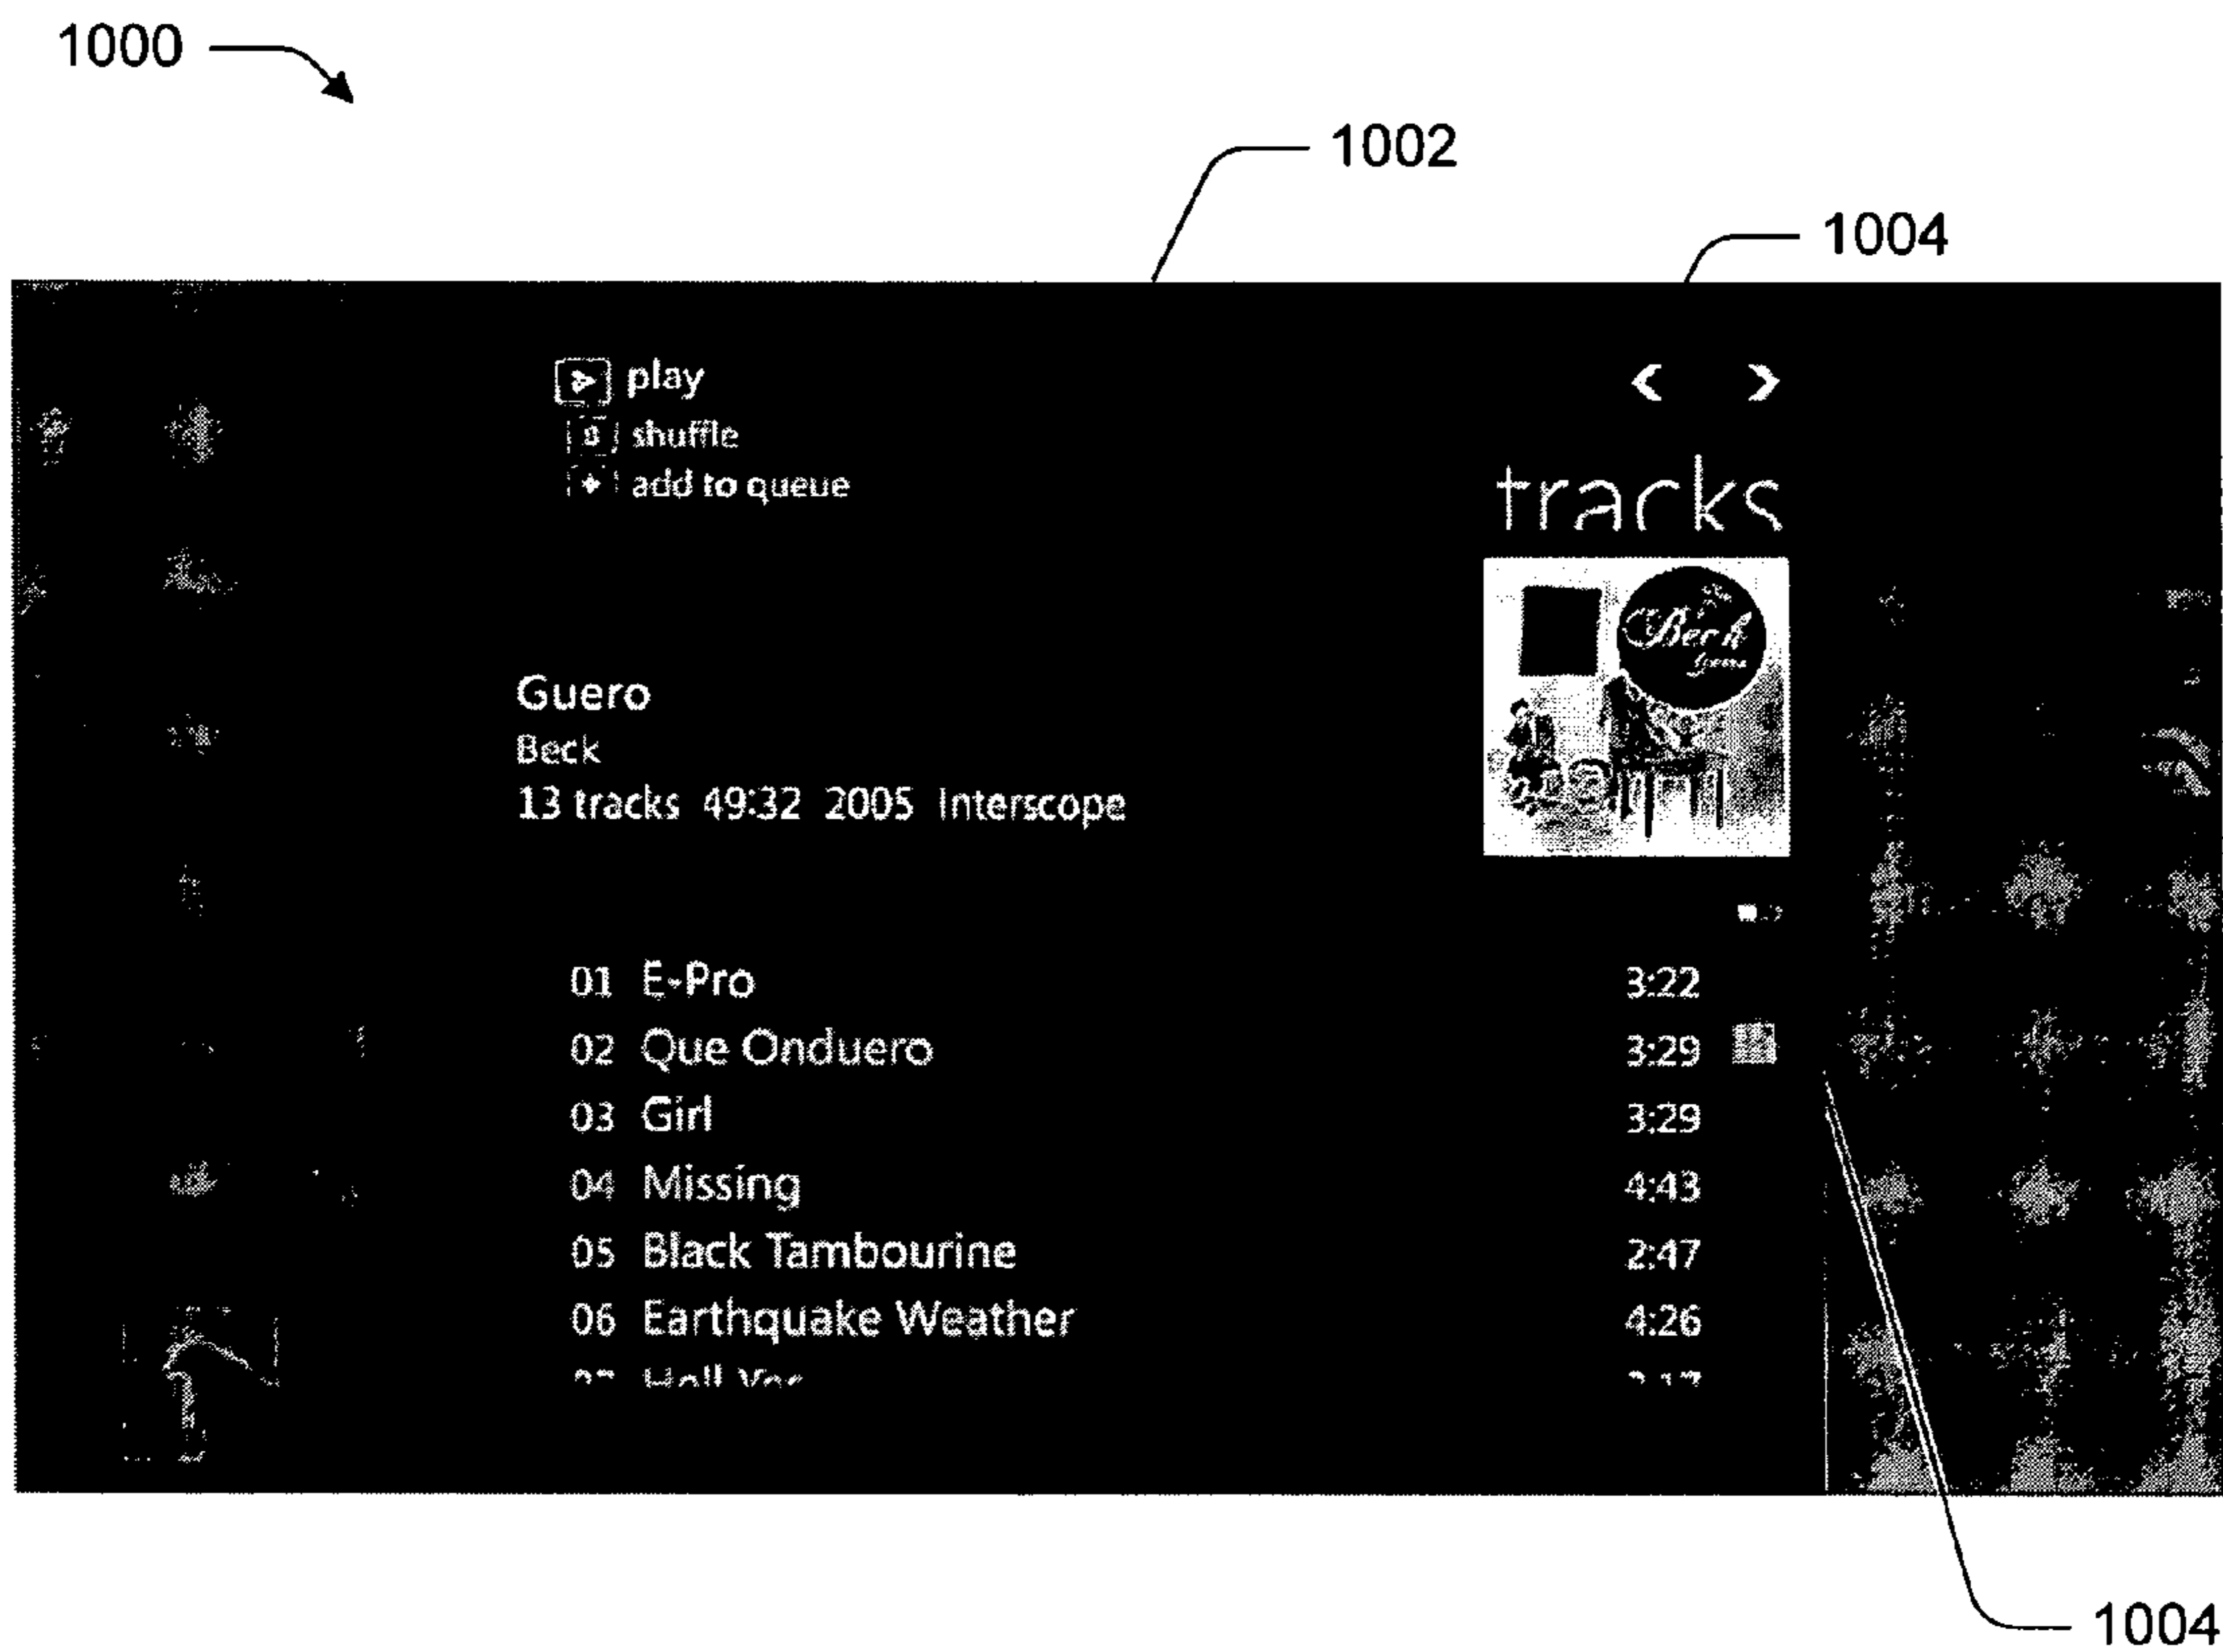 1000
1002
1004
play
shuffle
add to queue
tracks
Beck
Guero
Beck
13 tracks 49:32 2005 Interscope
01 E-Pro 3:22
02 Que Onduero 3:29
03 Girl 3:29
04 Missing 4:43
05 Black Tambourine 2:47
06 Earthquake Weather 4:26
1004